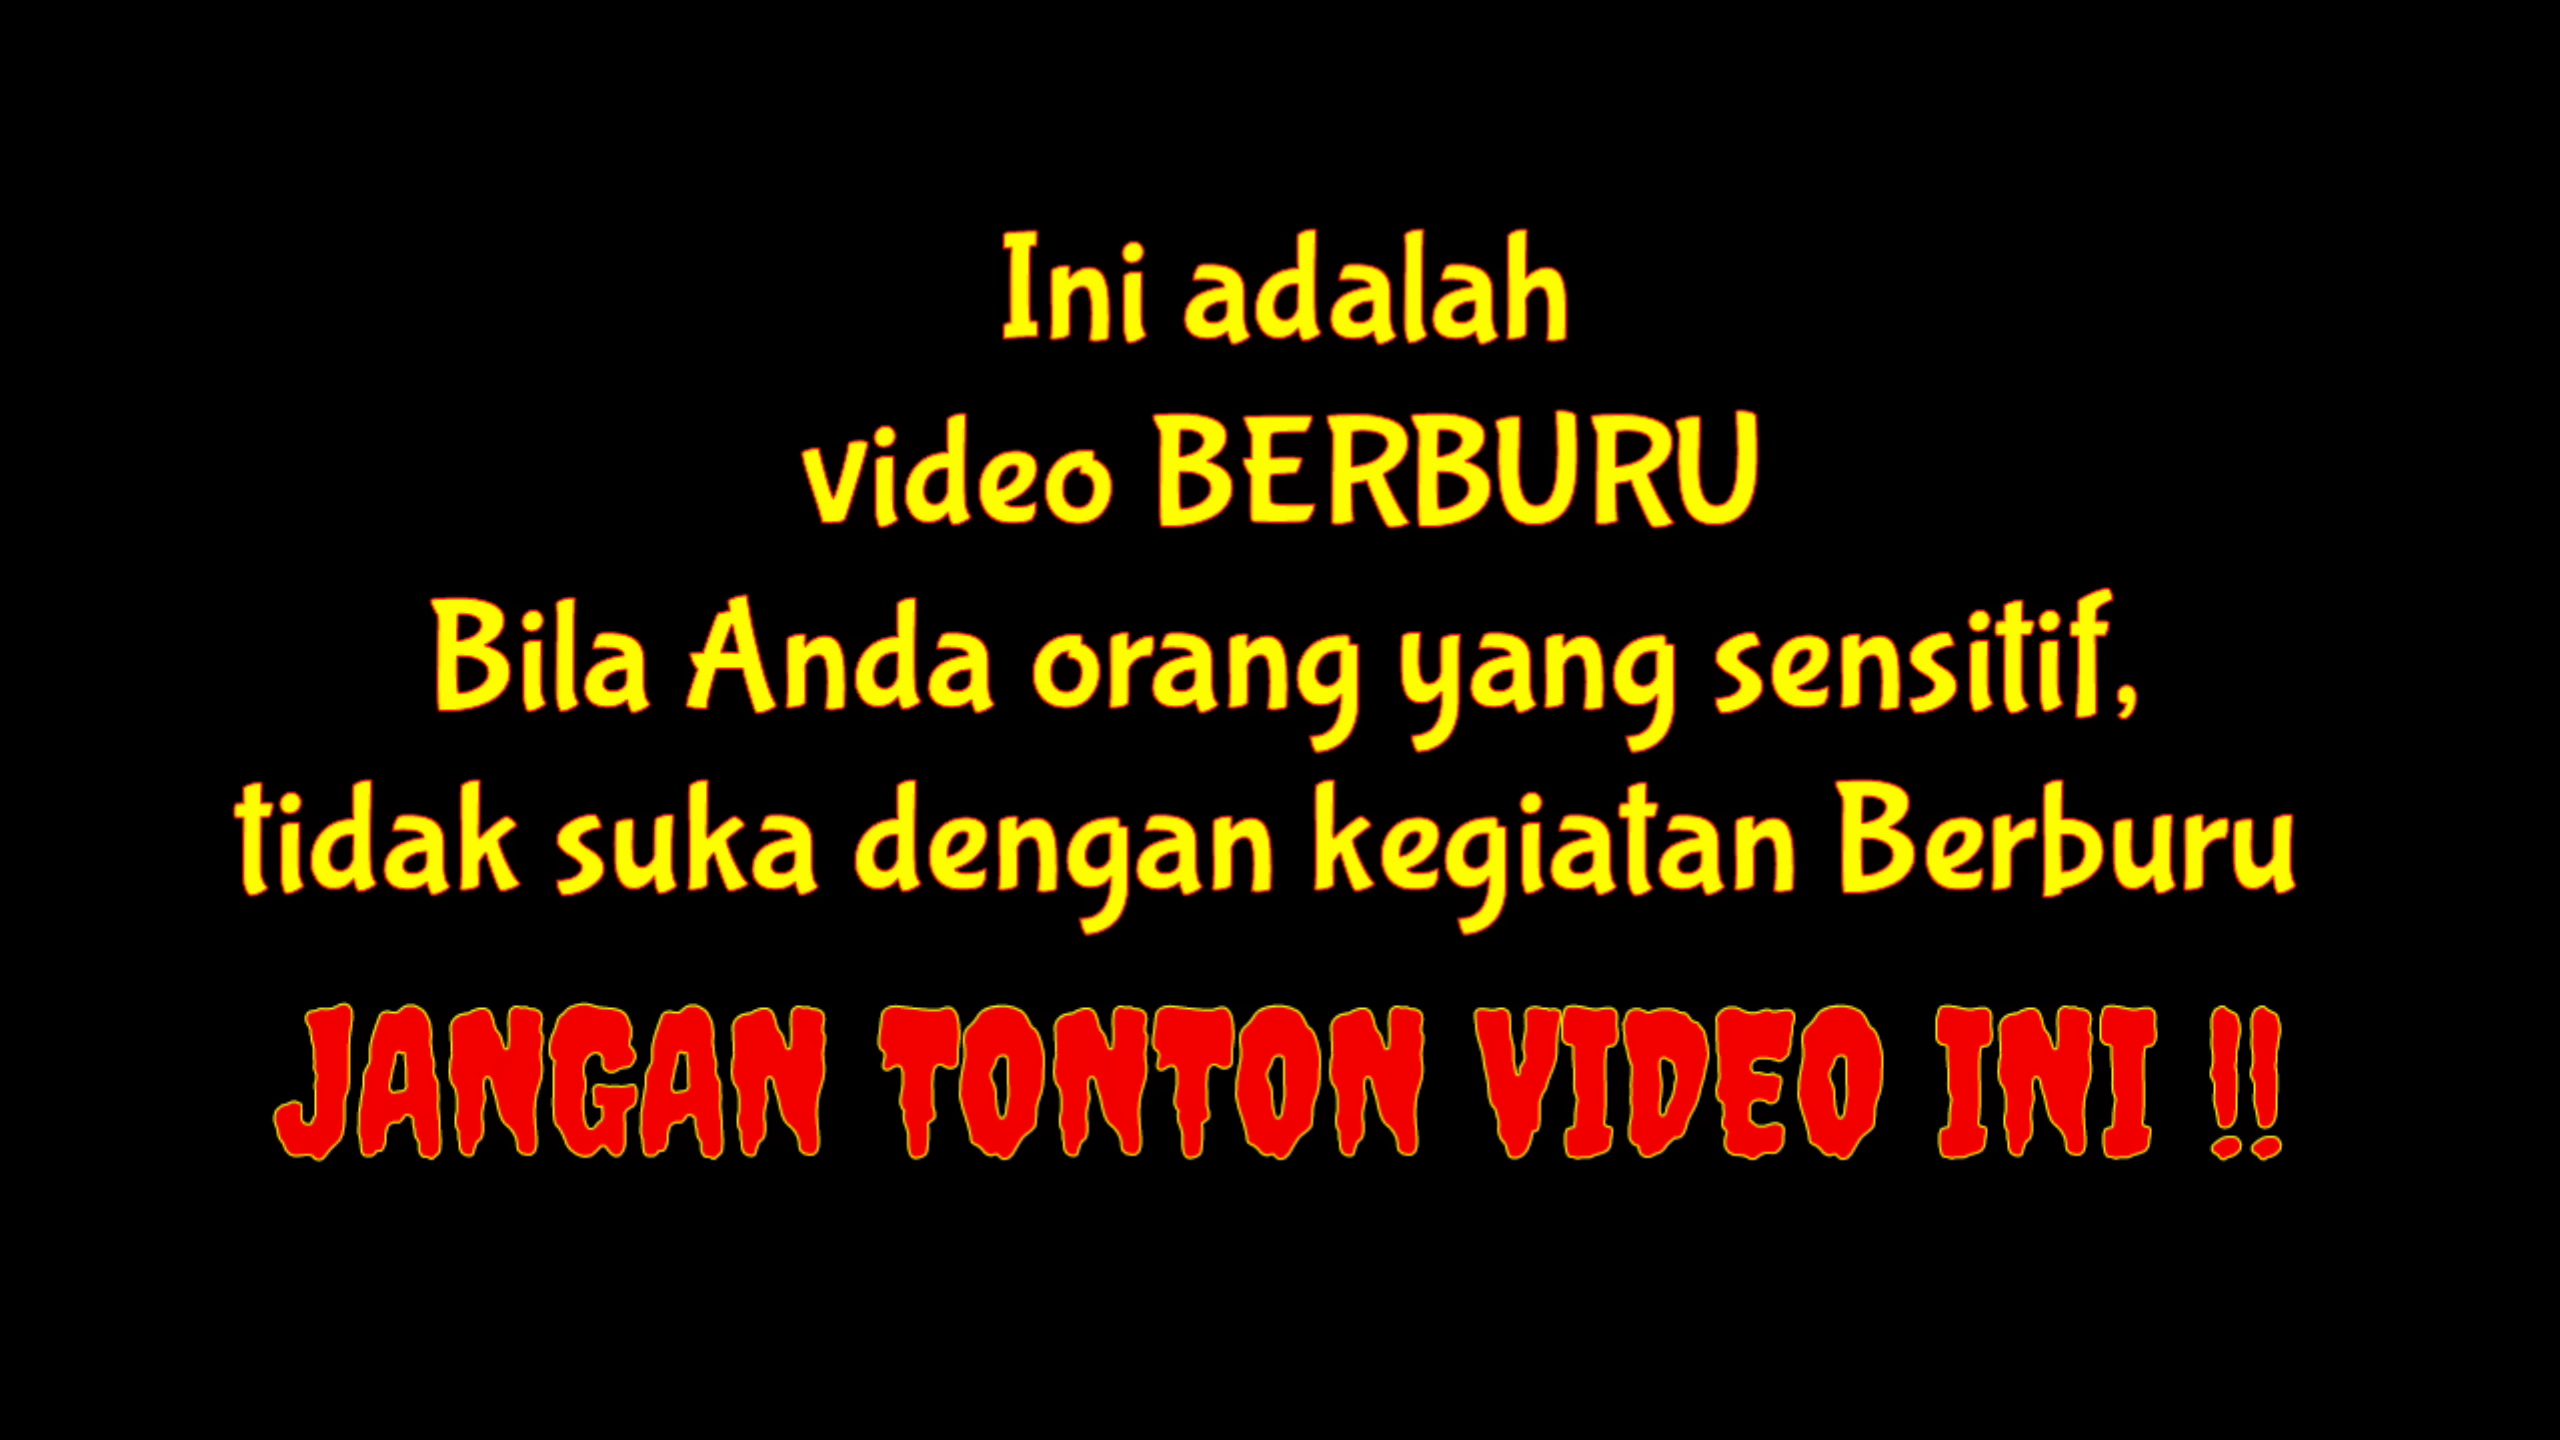 Ini adalah
video BERBURU
Bila Anda orang yang sensitif,
tidak suka dengan kegiatan Berburu
JANGAN TONTON VIDEO INI !!